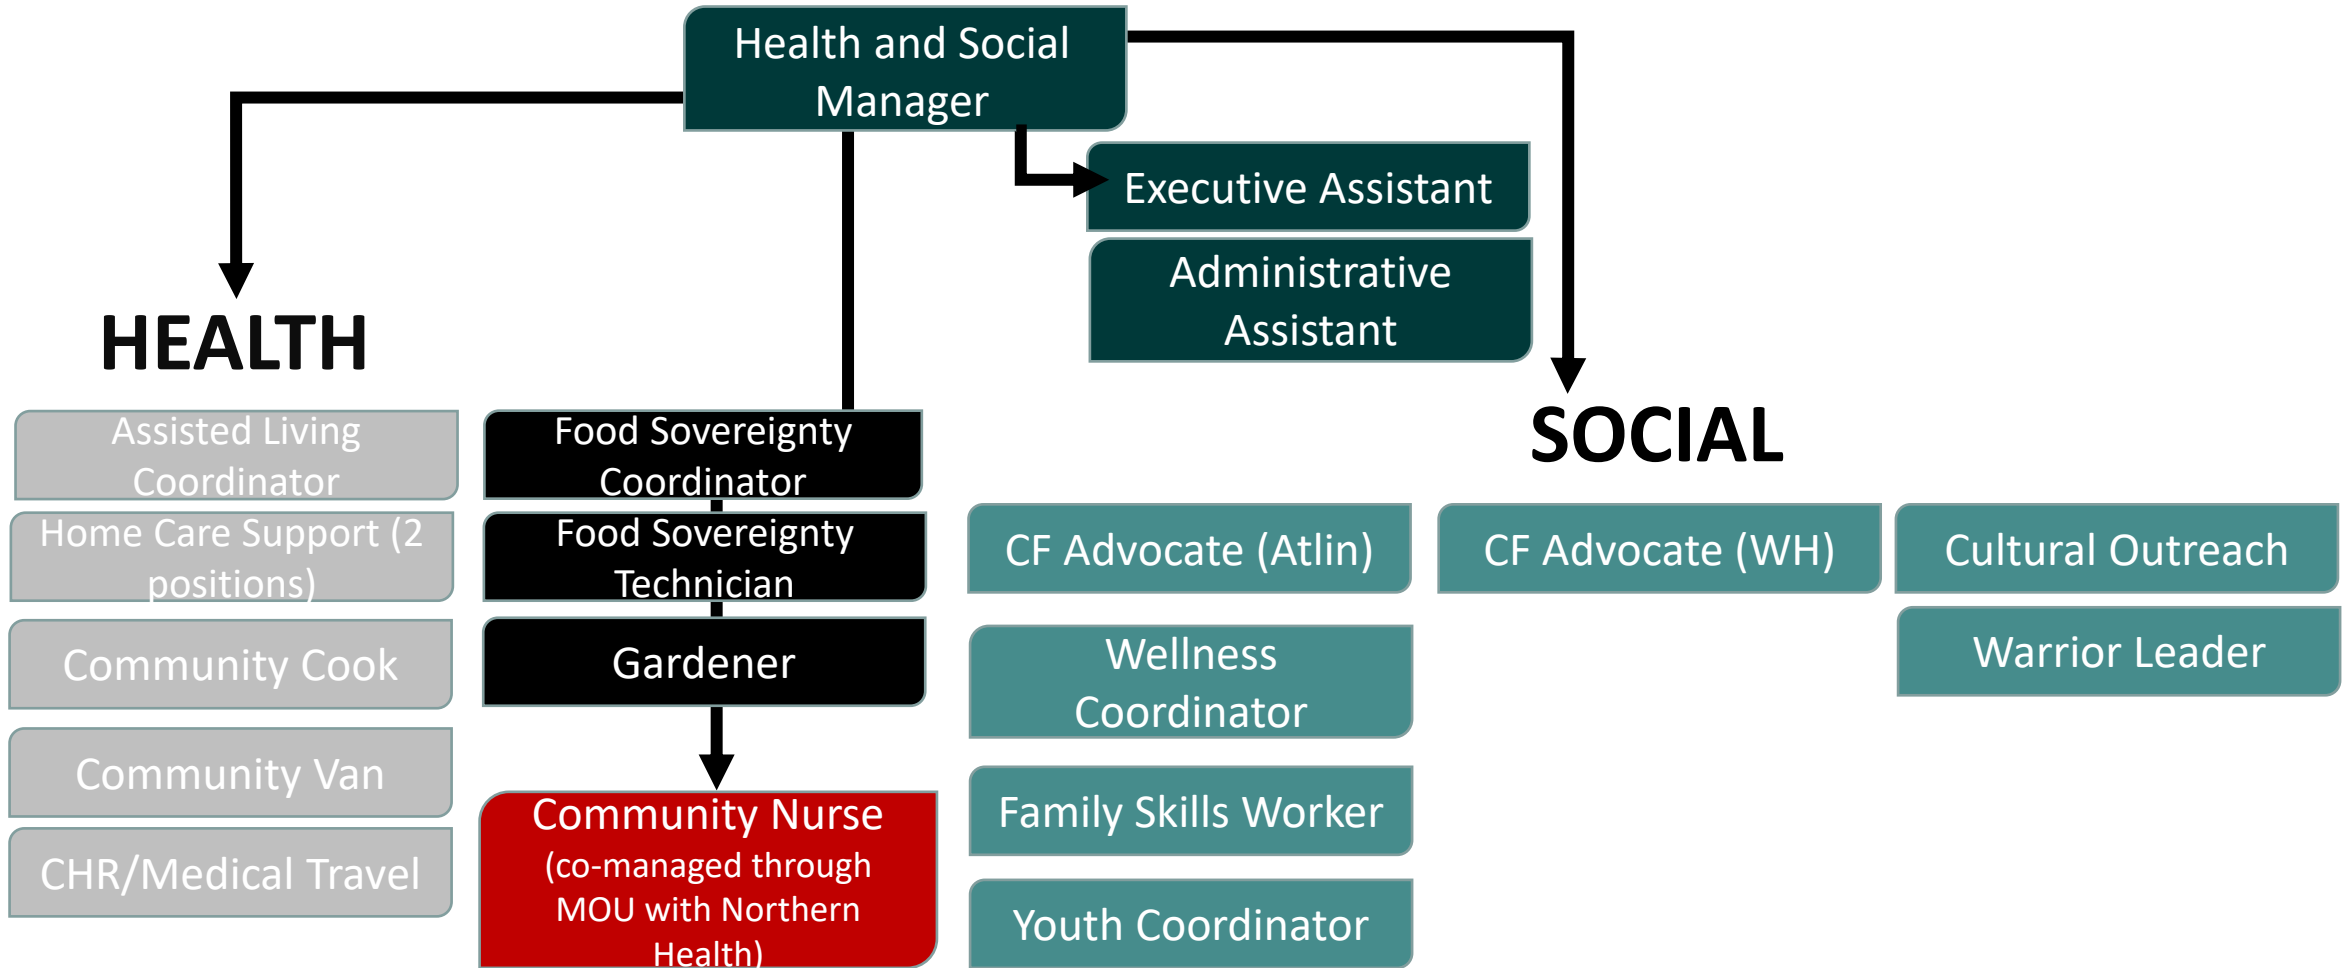 Health and Social
Manager
Executive Assistant
Administrative
Assistant
HEALTH
Assisted Living
Coordinator
Home Care Support (2
positions)
Community Cook
Community Van
CHR/Medical Travel
Food Sovereignty
Coordinator
Food Sovereignty
Technician
Gardener
Community Nurse
(co-managed through
MOU with Northern
Health)
SOCIAL
CF Advocate (Atlin)
Wellness
Coordinator
Family Skills Worker
Youth Coordinator
CF Advocate (WH)
Cultural Outreach
Warrior Leader